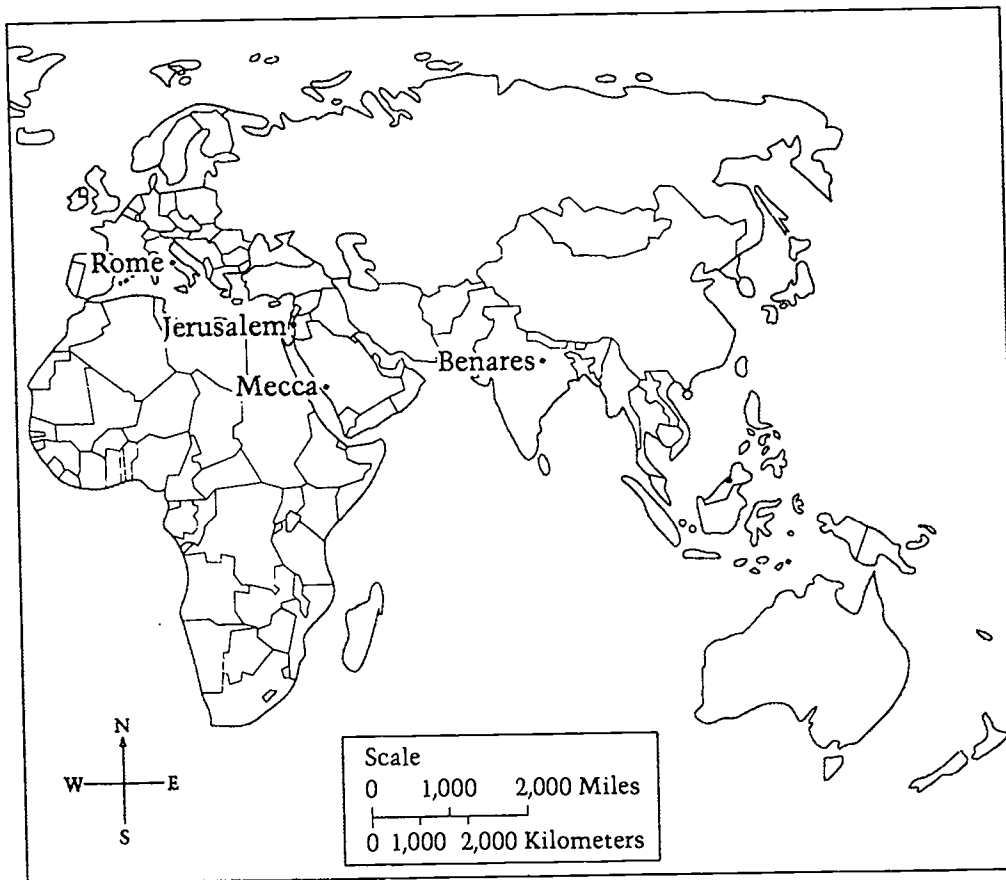 Rome
Jerusalem
Mecca
Benares
N
W E
S
Scale
0 1,000 2,000 Miles
0 1,000 2,000 Kilometers